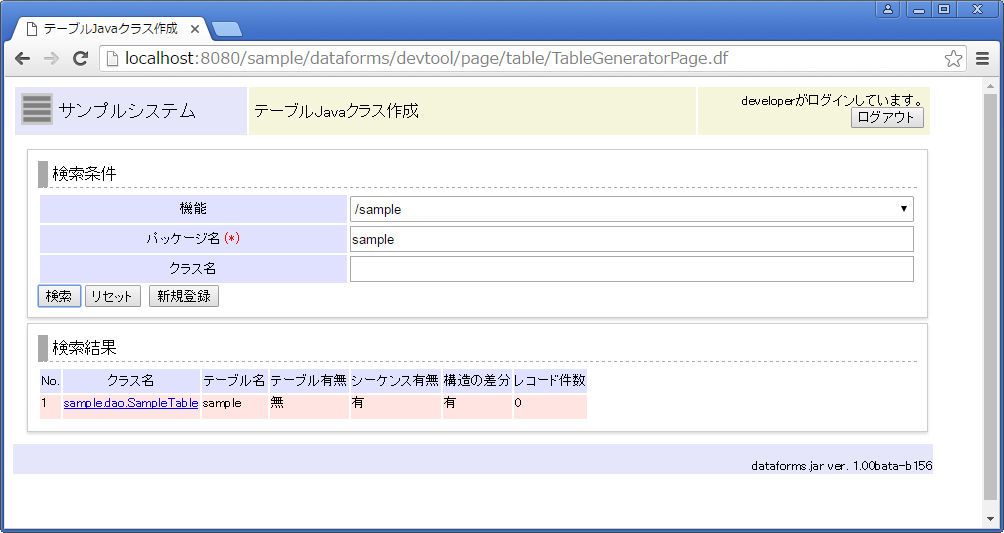 テーブルJavaクラス作成
localhost:8080/sample/dataforms/devtool/page/table/TableGeneratorPage.df
サンプルシステム
テーブルJavaクラス作成
developerがログインしています。
ログアウト
検索条件
機能 /sample
パッケージ名 (*) sample
クラス名
検索 リセット 新規登録
検索結果
No. クラス名 テーブル名 テーブル有無 シーケンス有無 構造の差分 レコード件数
1 sample.dao.SampleTable sample 無 有 有 0
dataforms.jar ver. 1.00bata-b156